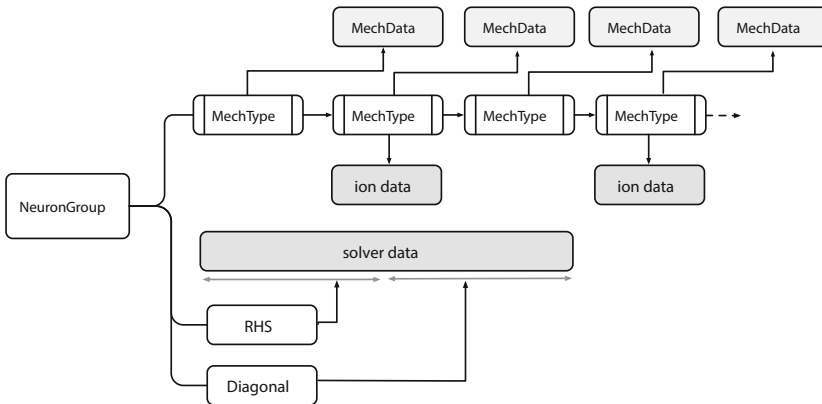 MechData
MechData
MechData
MechData
MechType
MechType
MechType
MechType
ion data
ion data
NeuronGroup
solver data
RHS
Diagonal